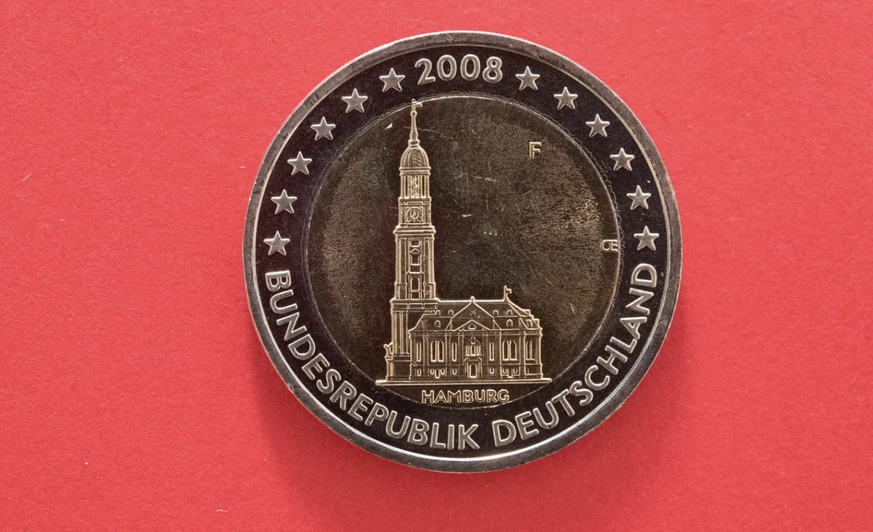 2008
F
Œ
HAMBURG
BUNDESREPUBLIK DEUTSCHLAND